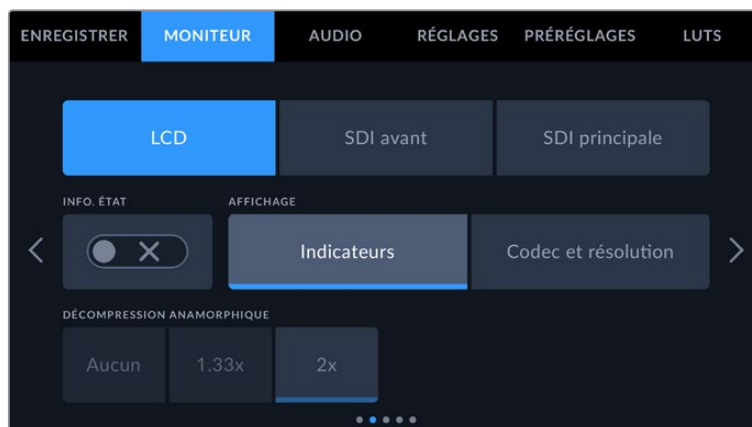 ENREGISTRER MONITEUR AUDIO RÉGLAGES PRÉRÉGLAGES LUTS
LCD SDI avant SDI principale
INFO. ÉTAT AFFICHAGE
Indicateurs Codec et résolution
DÉCOMPRESSION ANAMORPHIQUE
Aucun 1.33x 2x